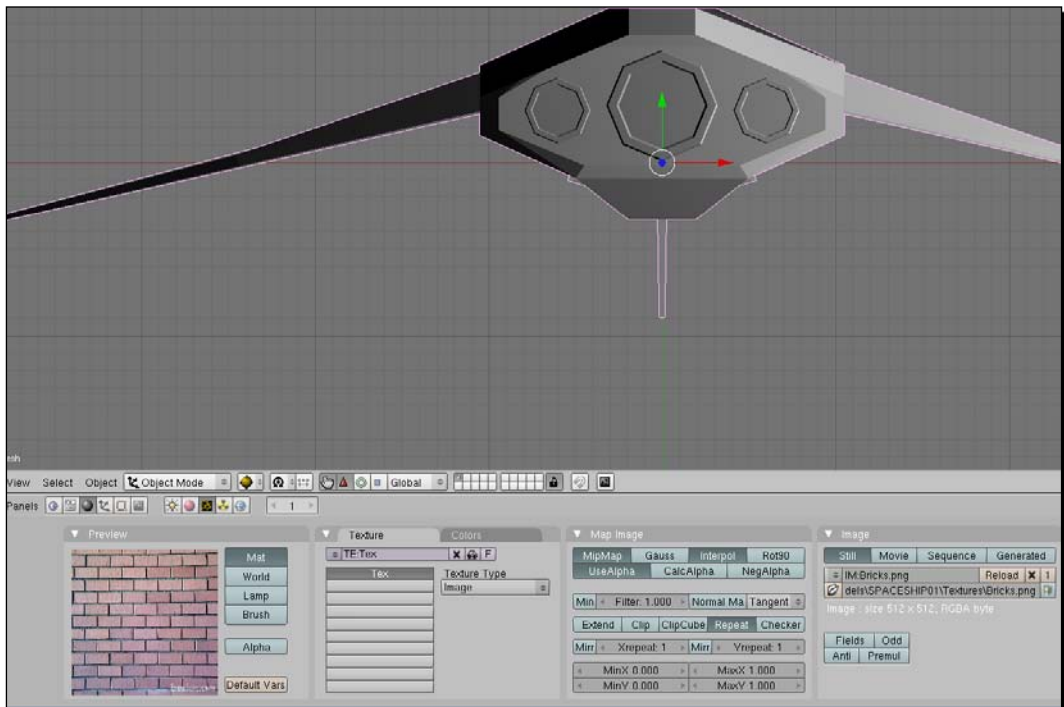 esh
View Select Object Object Mode Global
Panels 1
Preview
Mat
World
Lamp
Brush
Alpha
Default Vars
Texture Colors
TE:Tex F
Tex
Texture Type
Image
Map Image
MipMap Gauss Interpol Rot90
UseAlpha CalcAlpha NegAlpha
Min Filter: 1.000 Normal Ma Tangent
Extend Clip ClipCube Repeat Checker
Mirr Xrepeat: 1 Mirr Yrepeat: 1
MinX 0.000 MaxX 1.000
MinY 0.000 MaxY 1.000
Image
Still Movie Sequence Generated
IM:Bricks.png Reload X 1
dels\SPACESHIP01\Textures\Bricks.png
Image : size 512 x 512; RGBA byte
Fields Odd
Anti Premul